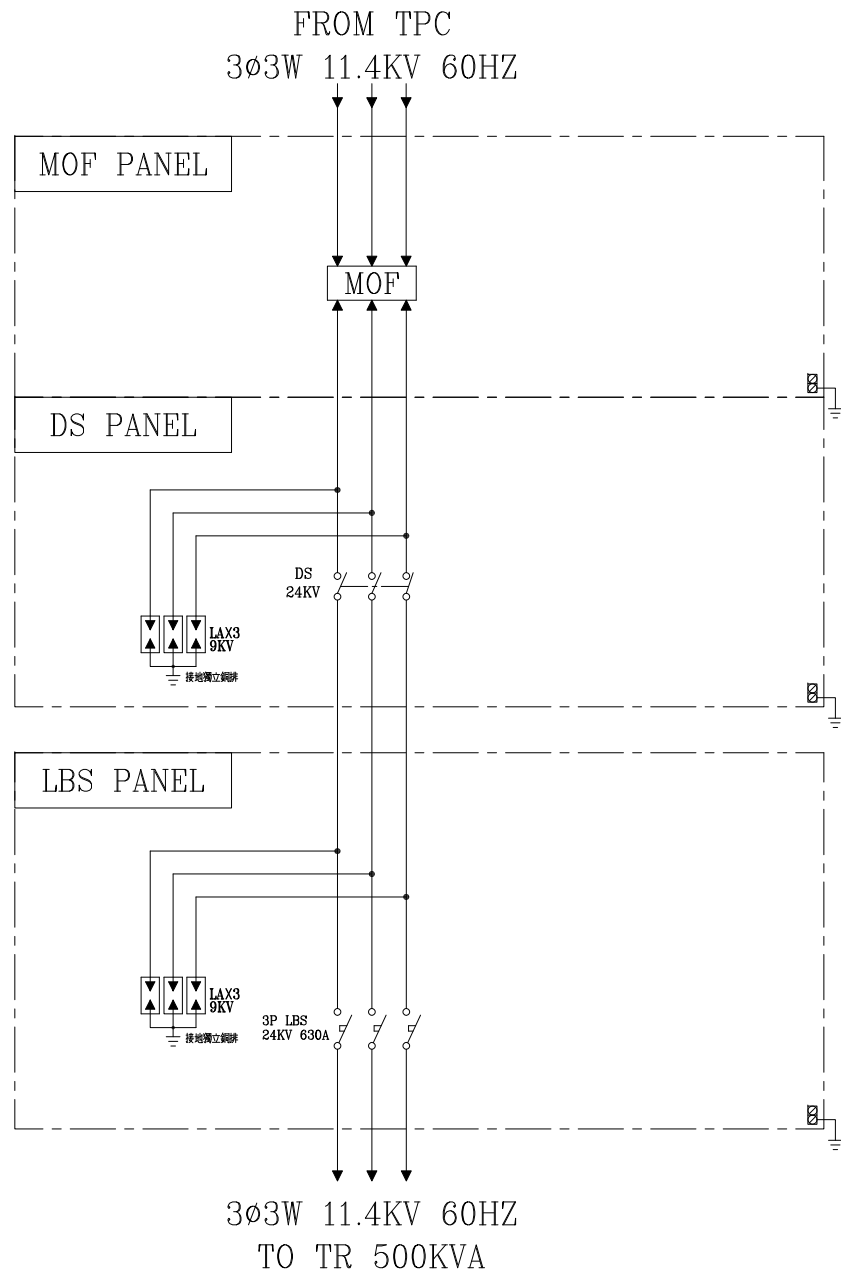 FROM TPC
3ø3W 11.4KV 60HZ
MOF PANEL
MOF
DS PANEL
DS
24KV
LAX3
9KV
接地獨立銅排
LBS PANEL
LAX3
9KV
接地獨立銅排
3P LBS
24KV 630A
3ø3W 11.4KV 60HZ
TO TR 500KVA